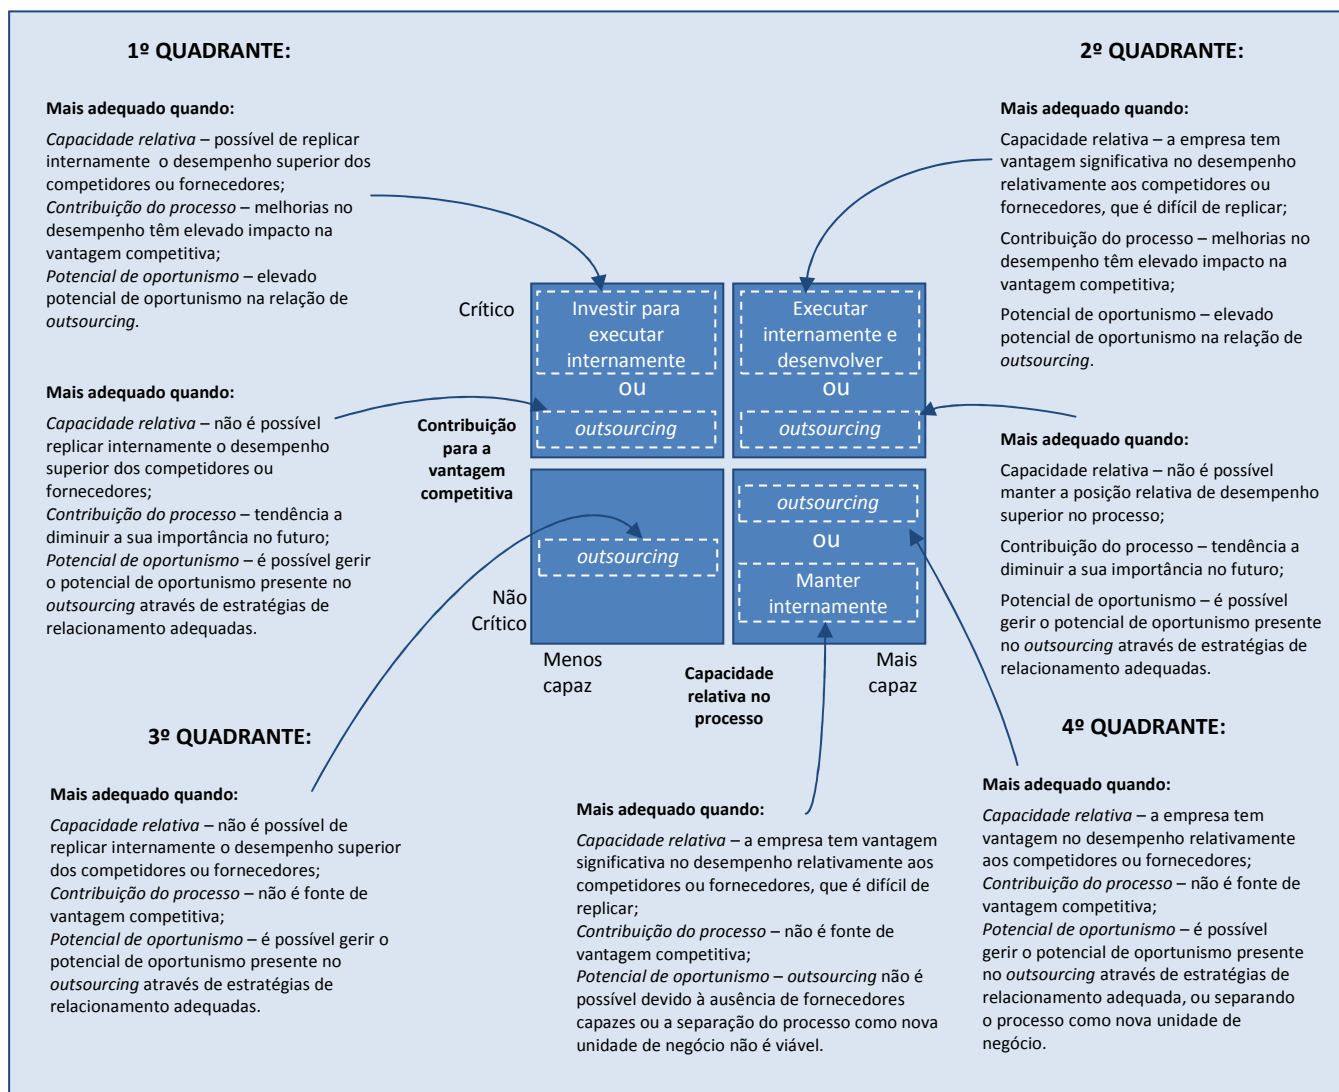 1º QUADRANTE:
Mais adequado quando:
Capacidade relativa – possível de replicar
internamente o desempenho superior dos
competidores ou fornecedores;
Contribuição do processo – melhorias no
desempenho têm elevado impacto na
vantagem competitiva;
Potencial de oportunismo – elevado
potencial de oportunismo na relação de
outsourcing.
Mais adequado quando:
Capacidade relativa – não é possível
replicar internamente o desempenho
superior dos competidores ou
fornecedores;
Contribuição do processo – tendência a
diminuir a sua importância no futuro;
Potencial de oportunismo – é possível gerir
o potencial de oportunismo presente no
outsourcing através de estratégias de
relacionamento adequadas.
2º QUADRANTE:
Mais adequado quando:
Capacidade relativa – a empresa tem
vantagem significativa no desempenho
relativamente aos competidores ou
fornecedores, que é difícil de replicar;
Contribuição do processo – melhorias no
desempenho têm elevado impacto na
vantagem competitiva;
Potencial de oportunismo – elevado
potencial de oportunismo na relação de
outsourcing.
Mais adequado quando:
Capacidade relativa – não é possível
manter a posição relativa de desempenho
superior no processo;
Contribuição do processo – tendência a
diminuir a sua importância no futuro;
Potencial de oportunismo – é possível
gerir o potencial de oportunismo presente
no outsourcing através de estratégias de
relacionamento adequadas.
Crítico
Investir para
executar
internamente
ou
outsourcing
Executar
internamente e
desenvolver
ou
outsourcing
Contribuição
para a
vantagem
competitiva
outsourcing
outsourcing
ou
Manter
internamente
Não
Crítico
Menos
capaz
Capacidade
relativa no
processo
Mais
capaz
3º QUADRANTE:
Mais adequado quando:
Capacidade relativa – não é possível de
replicar internamente o desempenho superior
dos competidores ou fornecedores;
Contribuição do processo – não é fonte de
vantagem competitiva;
Potencial de oportunismo – é possível gerir o
potencial de oportunismo presente no
outsourcing através de estratégias de
relacionamento adequadas.
Mais adequado quando:
Capacidade relativa – a empresa tem vantagem
significativa no desempenho relativamente aos
competidores ou fornecedores, que é difícil de
replicar;
Contribuição do processo – não é fonte de
vantagem competitiva;
Potencial de oportunismo – outsourcing não é
possível devido à ausência de fornecedores
capazes ou a separação do processo como nova
unidade de negócio não é viável.
4º QUADRANTE:
Mais adequado quando:
Capacidade relativa – a empresa tem
vantagem no desempenho relativamente
aos competidores ou fornecedores;
Contribuição do processo – não é fonte de
vantagem competitiva;
Potencial de oportunismo – é possível
gerir o potencial de oportunismo presente
no outsourcing através de estratégias de
relacionamento adequada, ou separando
o processo como nova unidade de
negócio.